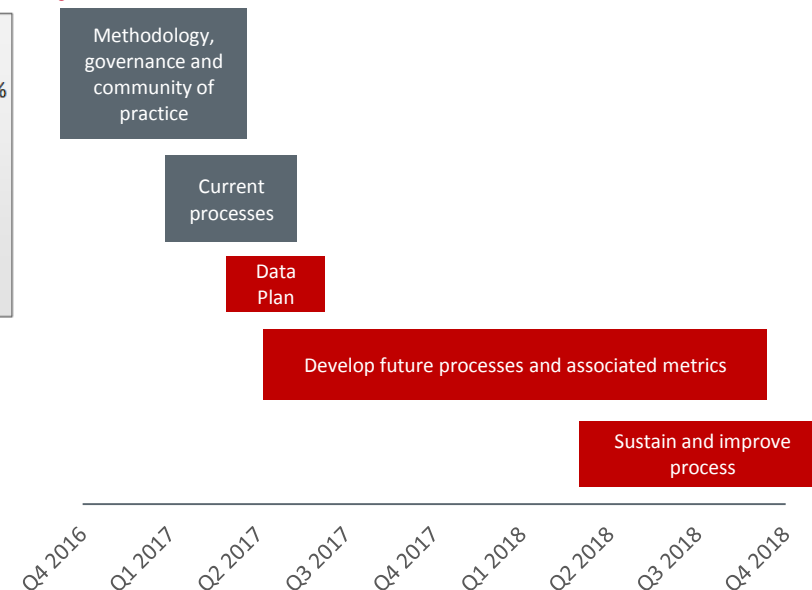 Methodology,
governance and
community of
practice
%
Current
processes
Data
Plan
Develop future processes and associated metrics
Sustain and improve
process
Q4 2016
Q1 2017
Q2 2017
Q3 2017
Q4 2017
Q1 2018
Q2 2018
Q3 2018
Q4 2018